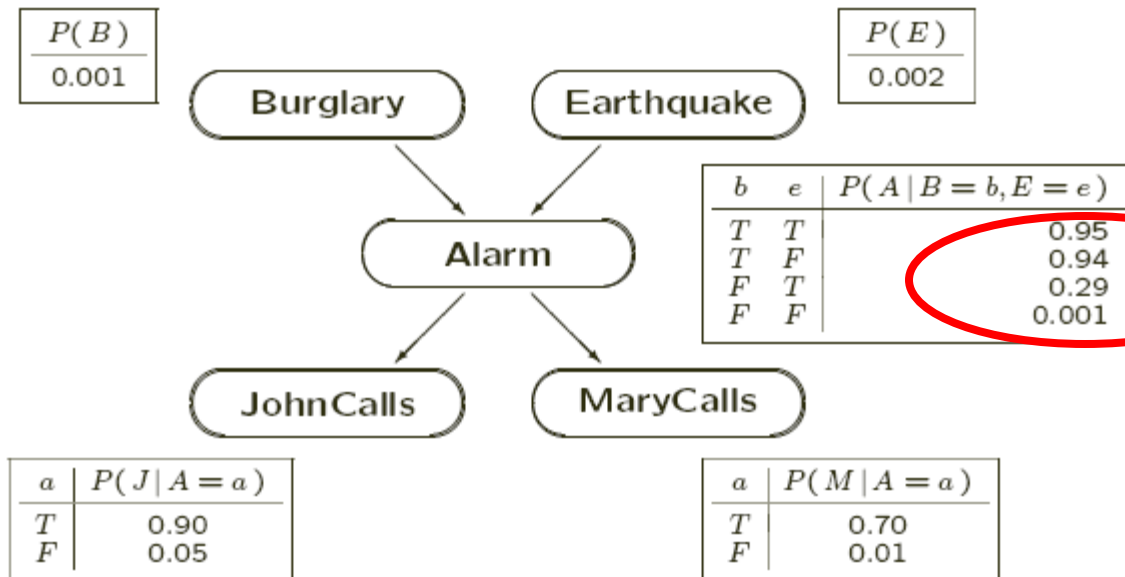 P(B)
0.001
P(E)
0.002
Burglary
Earthquake
b e P(A|B = b, E = e)
T T 0.95
T F 0.94
F T 0.29
F F 0.001
Alarm
JohnCalls
MaryCalls
a P(J|A = a)
T 0.90
F 0.05
a P(M|A = a)
T 0.70
F 0.01